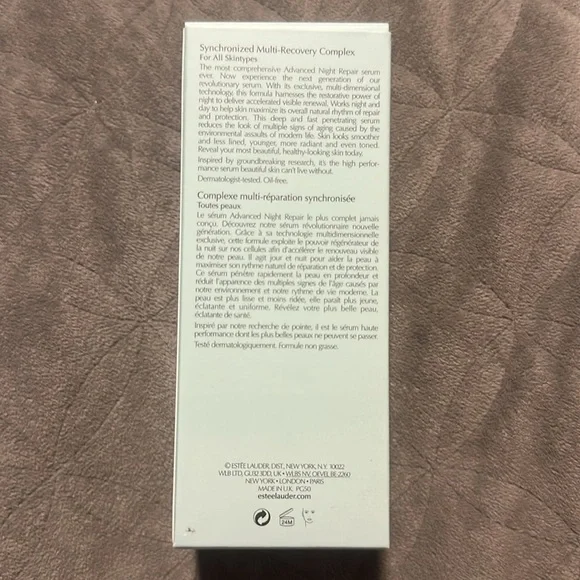 Synchronized Multi-Recovery Complex
For All Skintypes
The most comprehensive Advanced Night Repair serum
ever. Now experience the next generation of our
revolutionary serum. With its exclusive, multi-dimensional
technology, this formula harnesses the restorative power of
night to deliver accelerated visible renewal. Works night and
day to help skin maximize its overall natural rhythm of repair
and protection. This deep and fast penetrating serum
reduces the look of multiple signs of aging caused by the
environmental assaults of modern life. Skin looks smoother
and less lined, younger, more radiant and even toned.
Reveal your most beautiful, healthy-looking skin today.
Inspired by groundbreaking research, it's the high perfor-
mance serum beautiful skin can't live without.
Dermatologist-tested. Oil-free.
Complexe multi-réparation synchronisée
Toutes peaux
Le sérum Advanced Night Repair le plus complet jamais
conçu. Découvrez notre sérum révolutionnaire nouvelle
génération. Grâce à sa technologie multidimensionnelle
exclusive, cette formule exploite le pouvoir régénérateur de
la nuit sur nos cellules afin d'accélérer le renouveau visible
de notre peau. Il agit jour et nuit pour aider la peau à
maximiser son rythme naturel de réparation et de protection.
Ce sérum pénètre rapidement la peau en profondeur et
réduit l'apparence des multiples signes de l'âge causés par
notre environnement et notre rythme de vie moderne. La
peau est plus lisse et moins ridée, elle paraît plus jeune,
éclatante et uniforme. Révélez votre plus belle peau,
éclatante de santé.
Inspiré par notre recherche de pointe, il est le sérum haute
performance dont les plus belles peaux ne peuvent se passer.
Testé dermatologiquement. Formule non grasse.
© ESTĒE LAUDER, DIST., NEW YORK, N.Y. 10022
WLB LTD, GU32 3DD, UK • WLBS NV, OEVEL BE-2260
NEW YORK • LONDON • PARIS
MADE IN U.K. PG50
esteelauder.com
24M